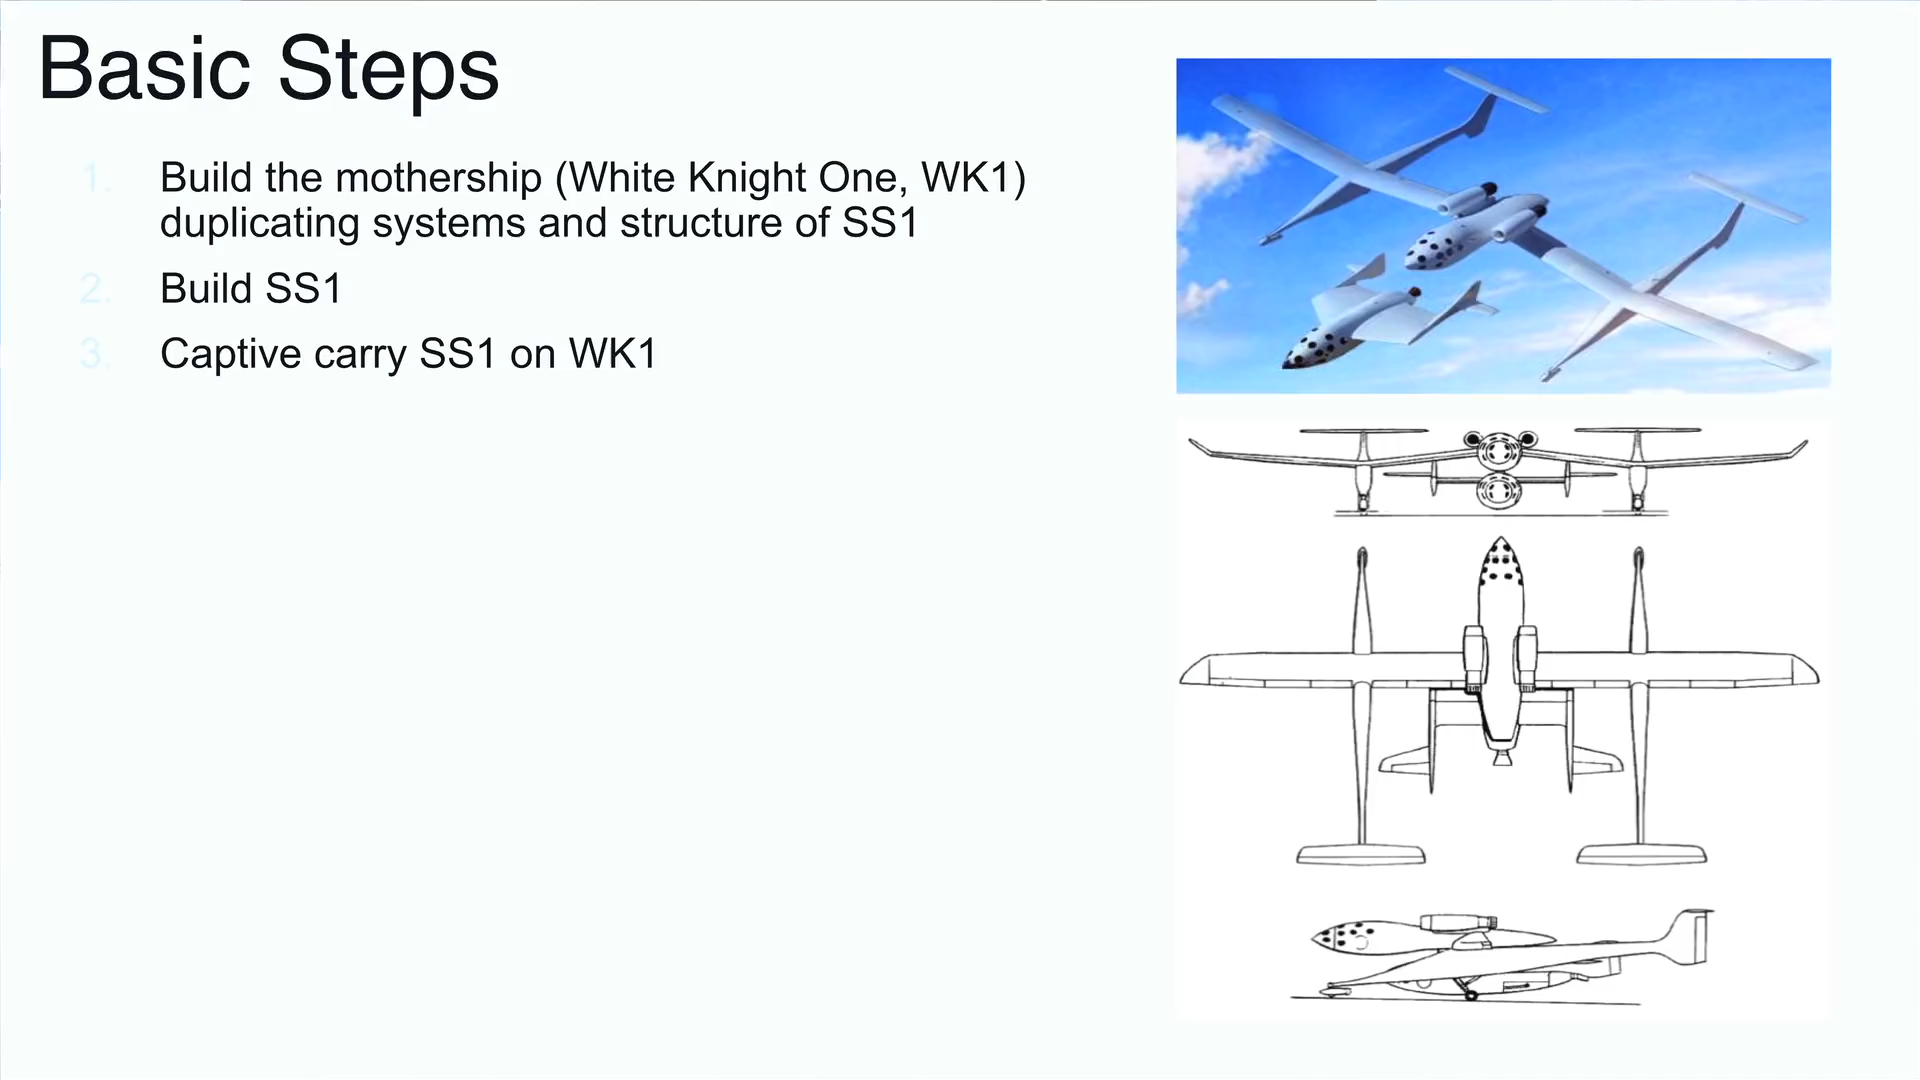 Basic Steps
1. Build the mothership (White Knight One, WK1)
duplicating systems and structure of SS1
2. Build SS1
3. Captive carry SS1 on WK1